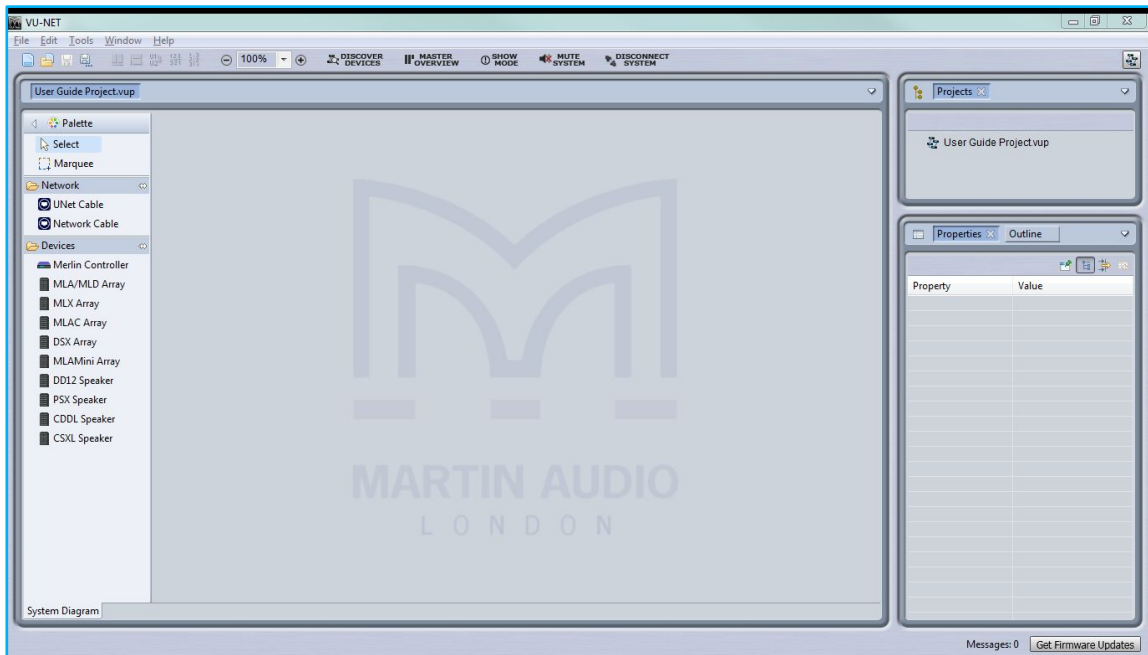 VU-NET
File Edit Tools Window Help
100% DISCOVER DEVICES MASTER OVERVIEW SHOW MODE MUTE SYSTEM DISCONNECT SYSTEM
User Guide Project.vup
Palette
Select
Marquee
Network
UNet Cable
Network Cable
Devices
Merlin Controller
MLA/MLD Array
MLX Array
MLAC Array
DSX Array
MLAMini Array
DD12 Speaker
PSX Speaker
CDDL Speaker
CSXL Speaker
MARTIN AUDIO
LONDON
System Diagram
Projects
User Guide Project.vup
Properties Outline
Property Value
Messages: 0 Get Firmware Updates